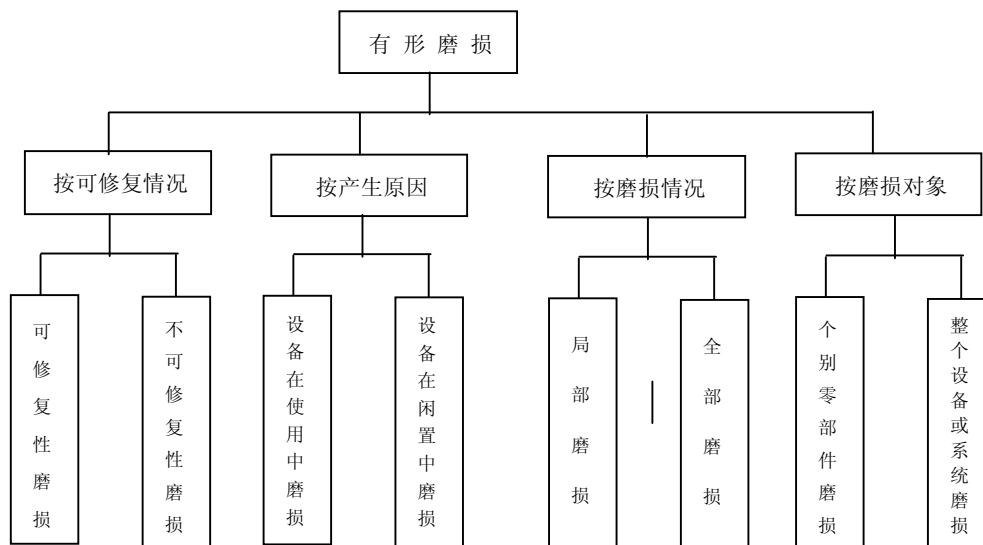 有形磨损
按可修复情况
按产生原因
按磨损情况
按磨损对象
可修复性磨损
不可修复性磨损
设备在使用中磨损
设备在闲置中磨损
局部磨损
全部磨损
个别零部件磨损
整个设备或系统磨损